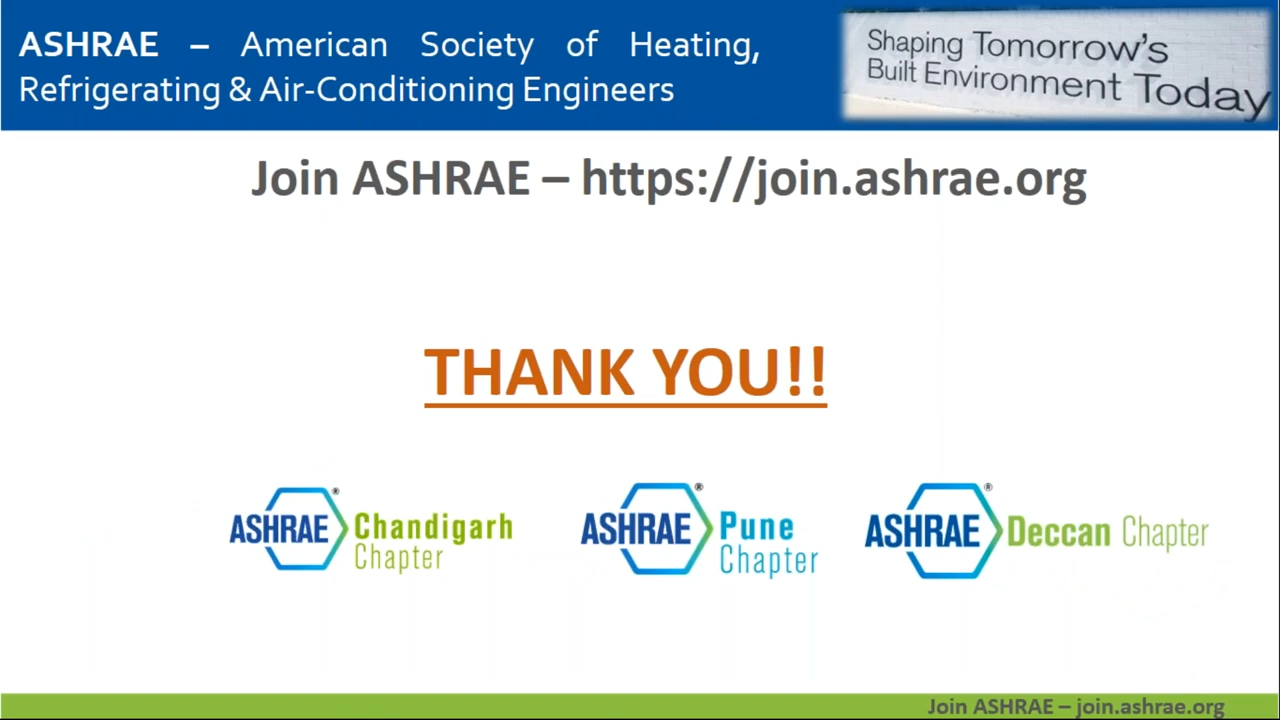 ASHRAE – American Society of Heating,
Refrigerating & Air-Conditioning Engineers
Shaping Tomorrow's
Built Environment Today
Join ASHRAE – https://join.ashrae.org
THANK YOU!!
ASHRAE® Chandigarh
Chapter
ASHRAE® Pune
Chapter
ASHRAE® Deccan Chapter
Join ASHRAE – join.ashrae.org